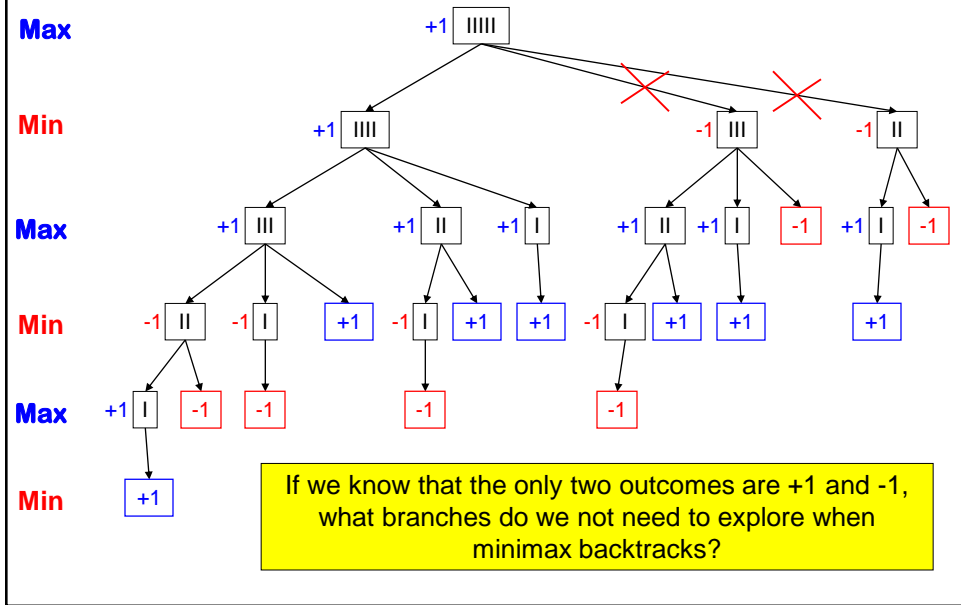 Max +1 IIIII
Min +1 IIII -1 III -1 II
Max +1 III +1 II +1 I +1 II +1 I -1 +1 I -1
Min -1 II -1 I +1 -1 I +1 +1 -1 I +1 +1 +1
Max +1 I -1 -1 -1 -1
Min +1
If we know that the only two outcomes are +1 and -1,
what branches do we not need to explore when
minimax backtracks?